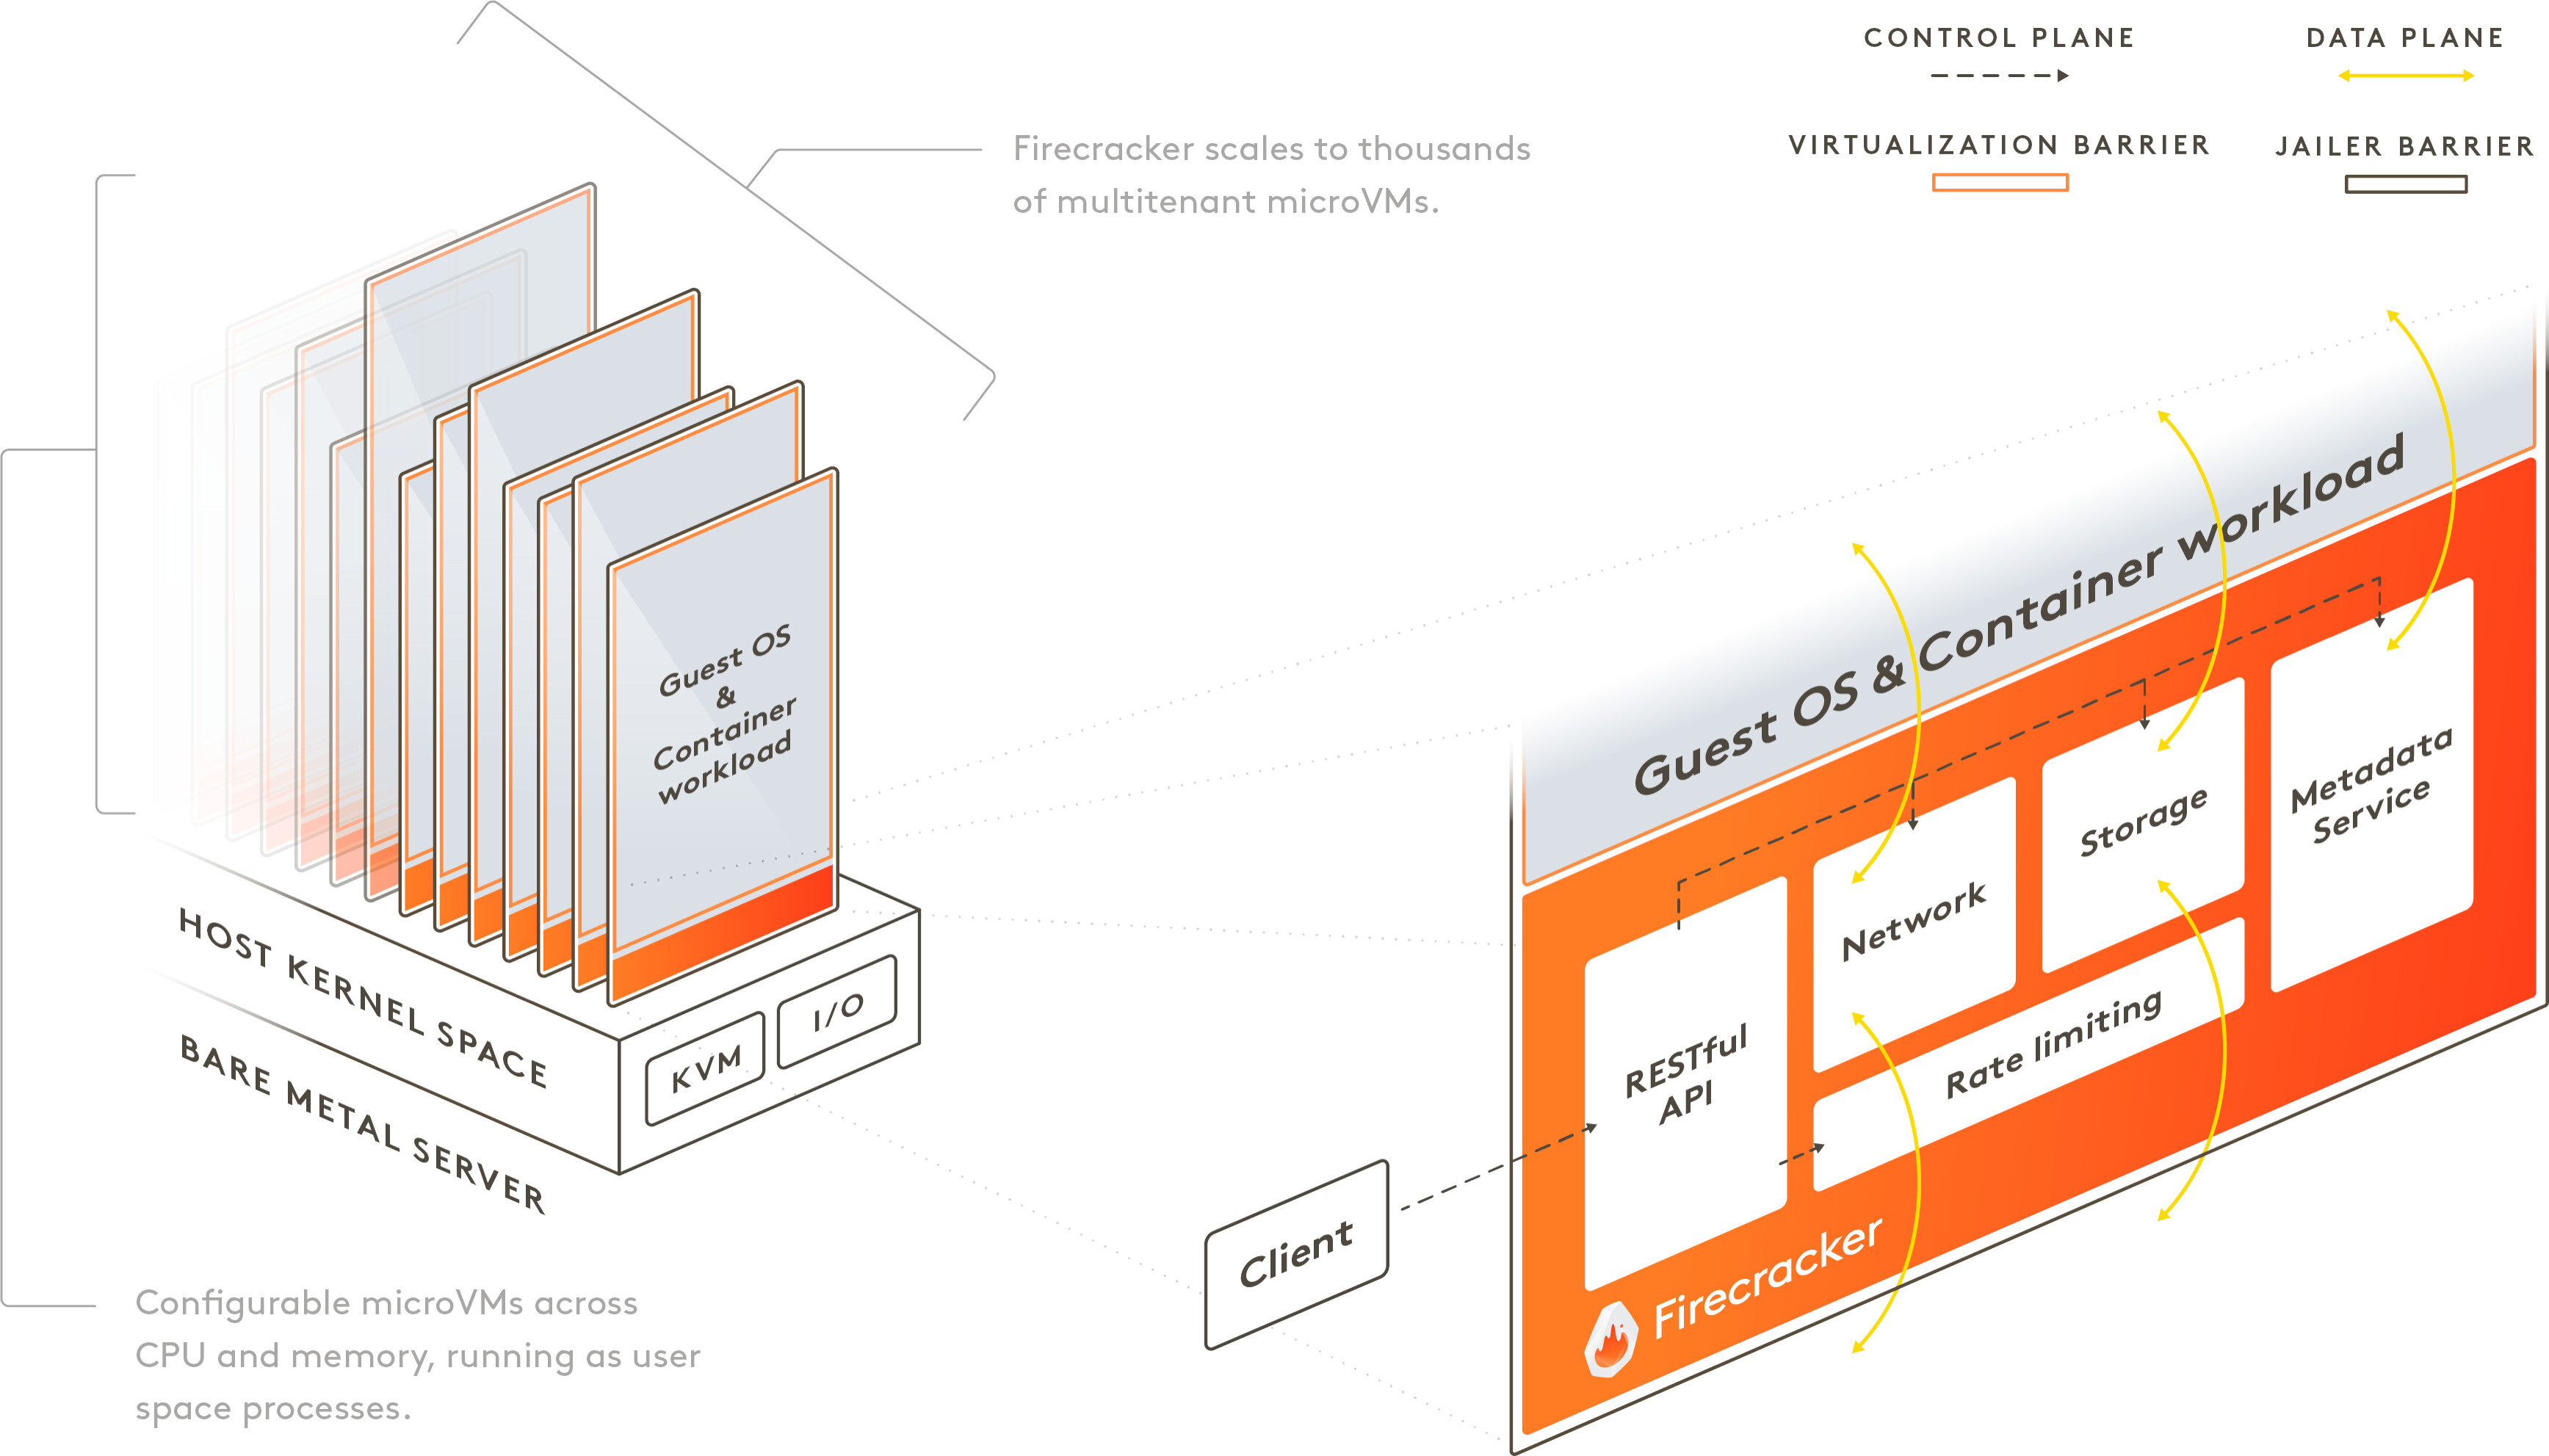 CONTROL PLANE
DATA PLANE
VIRTUALIZATION BARRIER
JAILER BARRIER
Firecracker scales to thousands
of multitenant microVMs.
Guest OS
&
Container
workload
HOST KERNEL SPACE
BARE METAL SERVER
KVM
I/O
Configurable microVMs across
CPU and memory, running as user
space processes.
Client
Guest OS & Container workload
RESTful
API
Network
Storage
Metadata
Service
Rate limiting
Firecracker